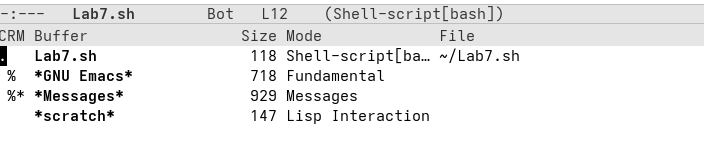 -:---   Lab7.sh        Bot   L12    (Shell-script[bash])
CRM Buffer                Size Mode              File
.   Lab7.sh                118 Shell-script[ba… ~/Lab7.sh
 %  *GNU Emacs*            718 Fundamental
 %* *Messages*             929 Messages
    *scratch*              147 Lisp Interaction